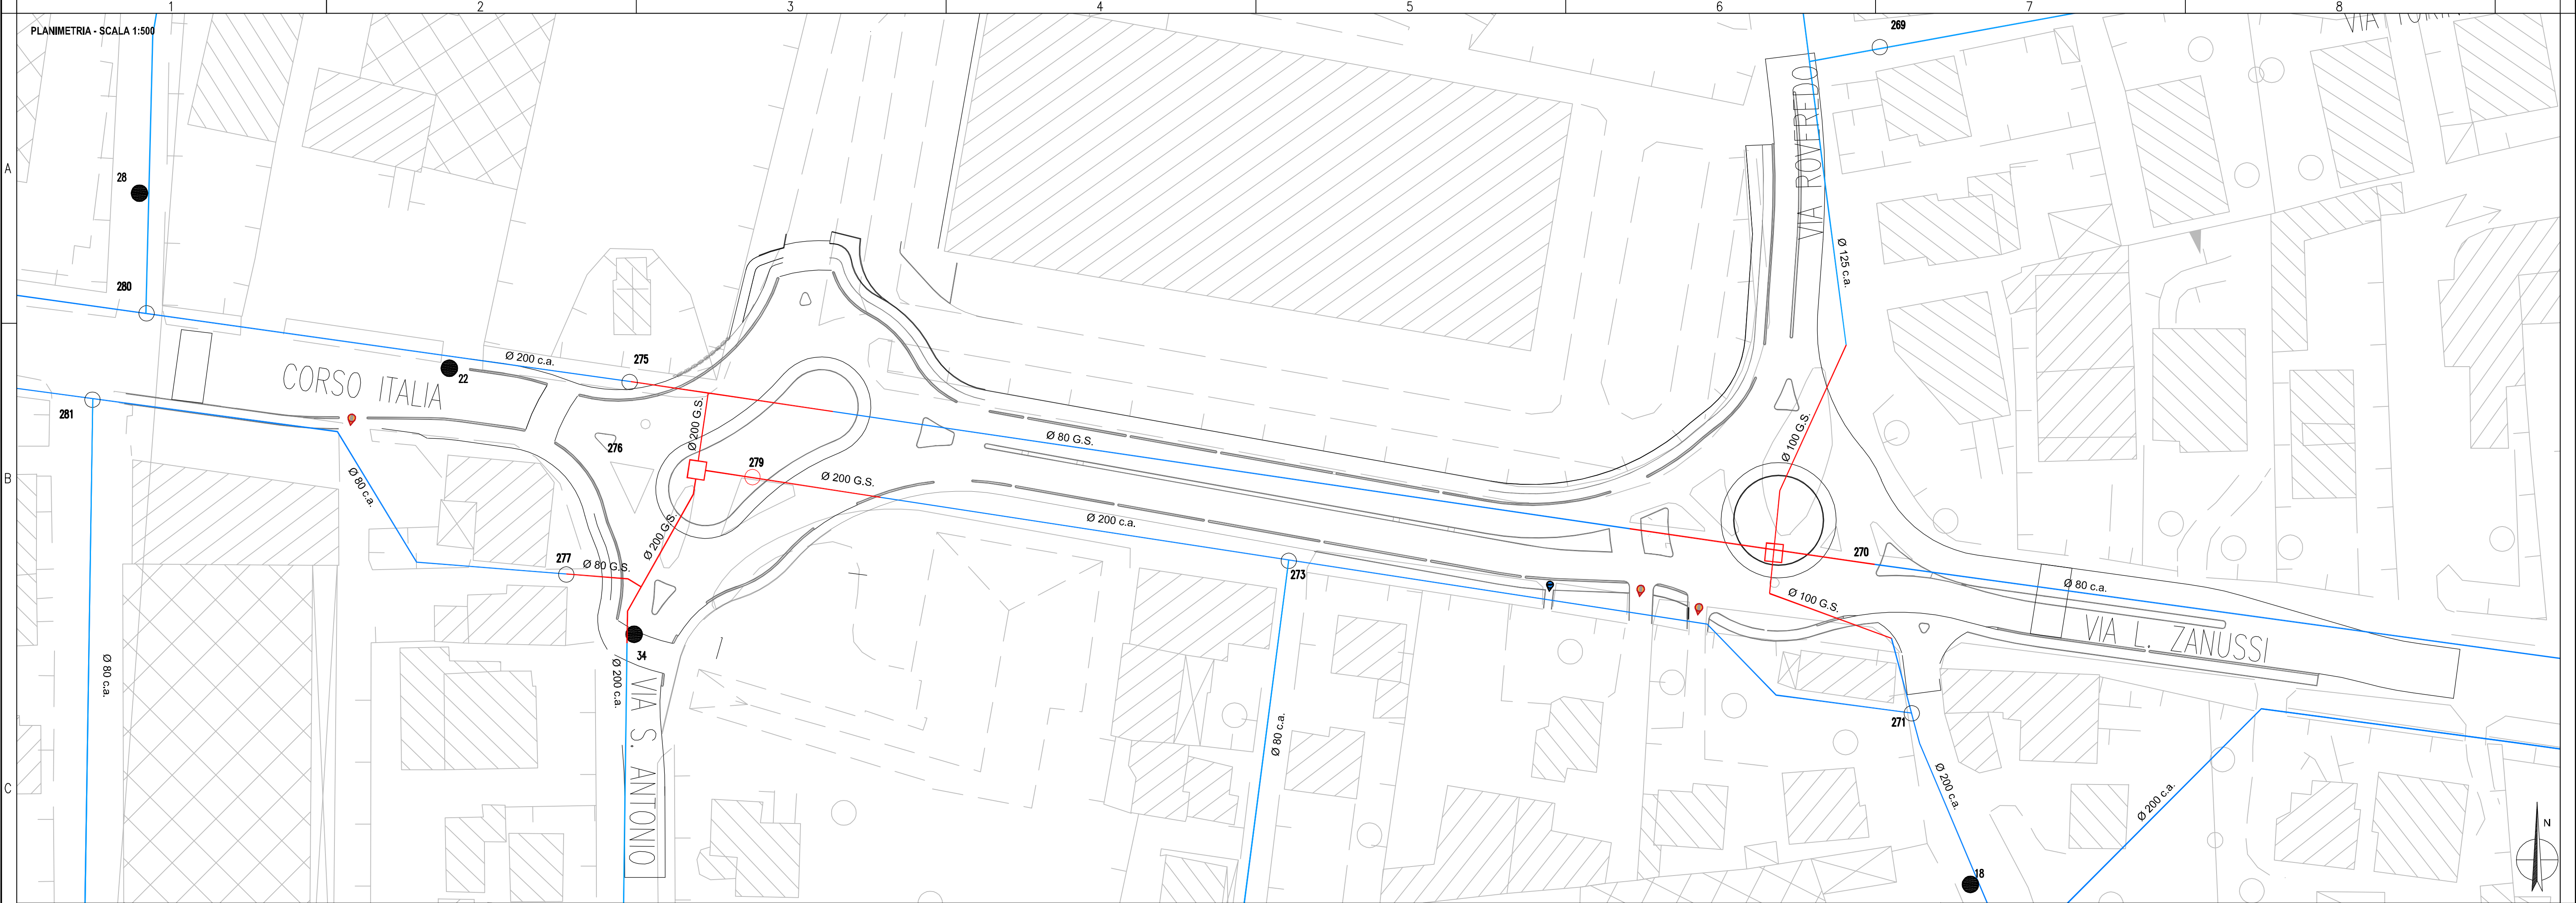 1 2 3 4 5 6 7 8
PLANIMETRIA - SCALA 1:500
269
VIA ROVEREDO
A
28
280
Ø 125 c.a.
Ø 200 c.a.
275
22
CORSO ITALIA
281
276
Ø 200 G.S.
Ø 80 G.S.
Ø 100 G.S.
B
279
Ø 200 G.S.
Ø 80 c.a.
Ø 200 c.a.
Ø 200 G.S.
277
Ø 80 G.S.
273
270
Ø 80 c.a.
Ø 100 G.S.
VIA L. ZANUSSI
34
Ø 80 c.a.
Ø 200 c.a.
VIA S. ANTONIO
Ø 80 c.a.
271
Ø 200 c.a.
Ø 200 c.a.
C
N
18